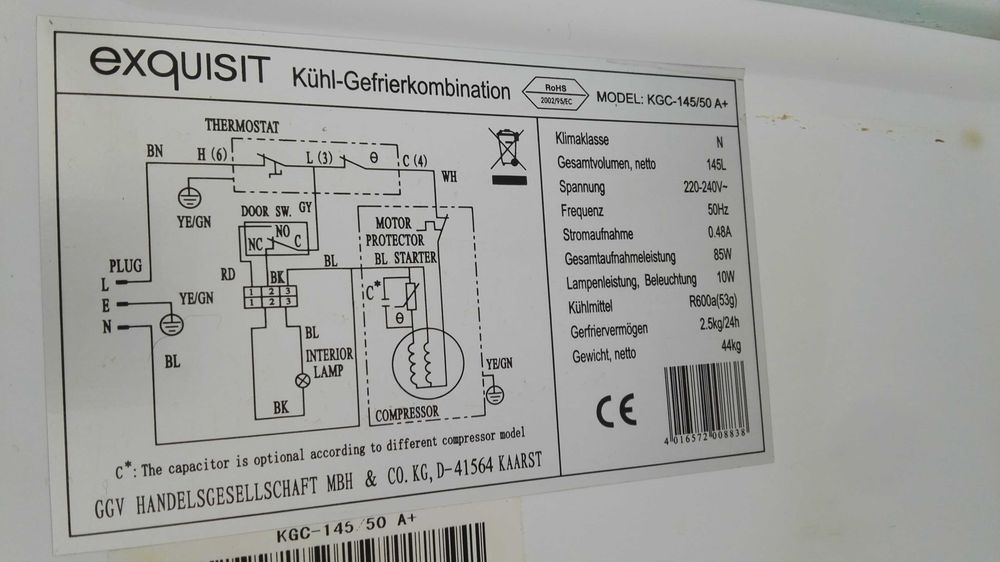 exQUISIT Kühl-Gefrierkombination RoHS 2002/95/EC MODEL: KGC-145/50 A+
THERMOSTAT
BN H (6) L (3) θ C (4)
WH
YE/GN
DOOR SW. GY
NO
NC C
MOTOR
PROTECTOR
BL STARTER
BL
PLUG
L
E
N
RD
BK
1 2 3
1 2 3
YE/GN
C*
θ
BL
BL
INTERIOR
LAMP
BK
YE/GN
COMPRESSOR
C*: The capacitor is optional according to different compressor model
GGV HANDELSGESELLSCHAFT MBH & CO. KG, D-41564 KAARST
Klimaklasse N
Gesamtvolumen, netto 145L
Spannung 220-240V~
Frequenz 50Hz
Stromaufnahme 0.48A
Gesamtaufnahmeleistung 85W
Lampenleistung, Beleuchtung 10W
Kühlmittel R600a(53g)
Gerfriervermögen 2.5kg/24h
Gewicht, netto 44kg
CE
4 016572 008838
KGC-145/50 A+